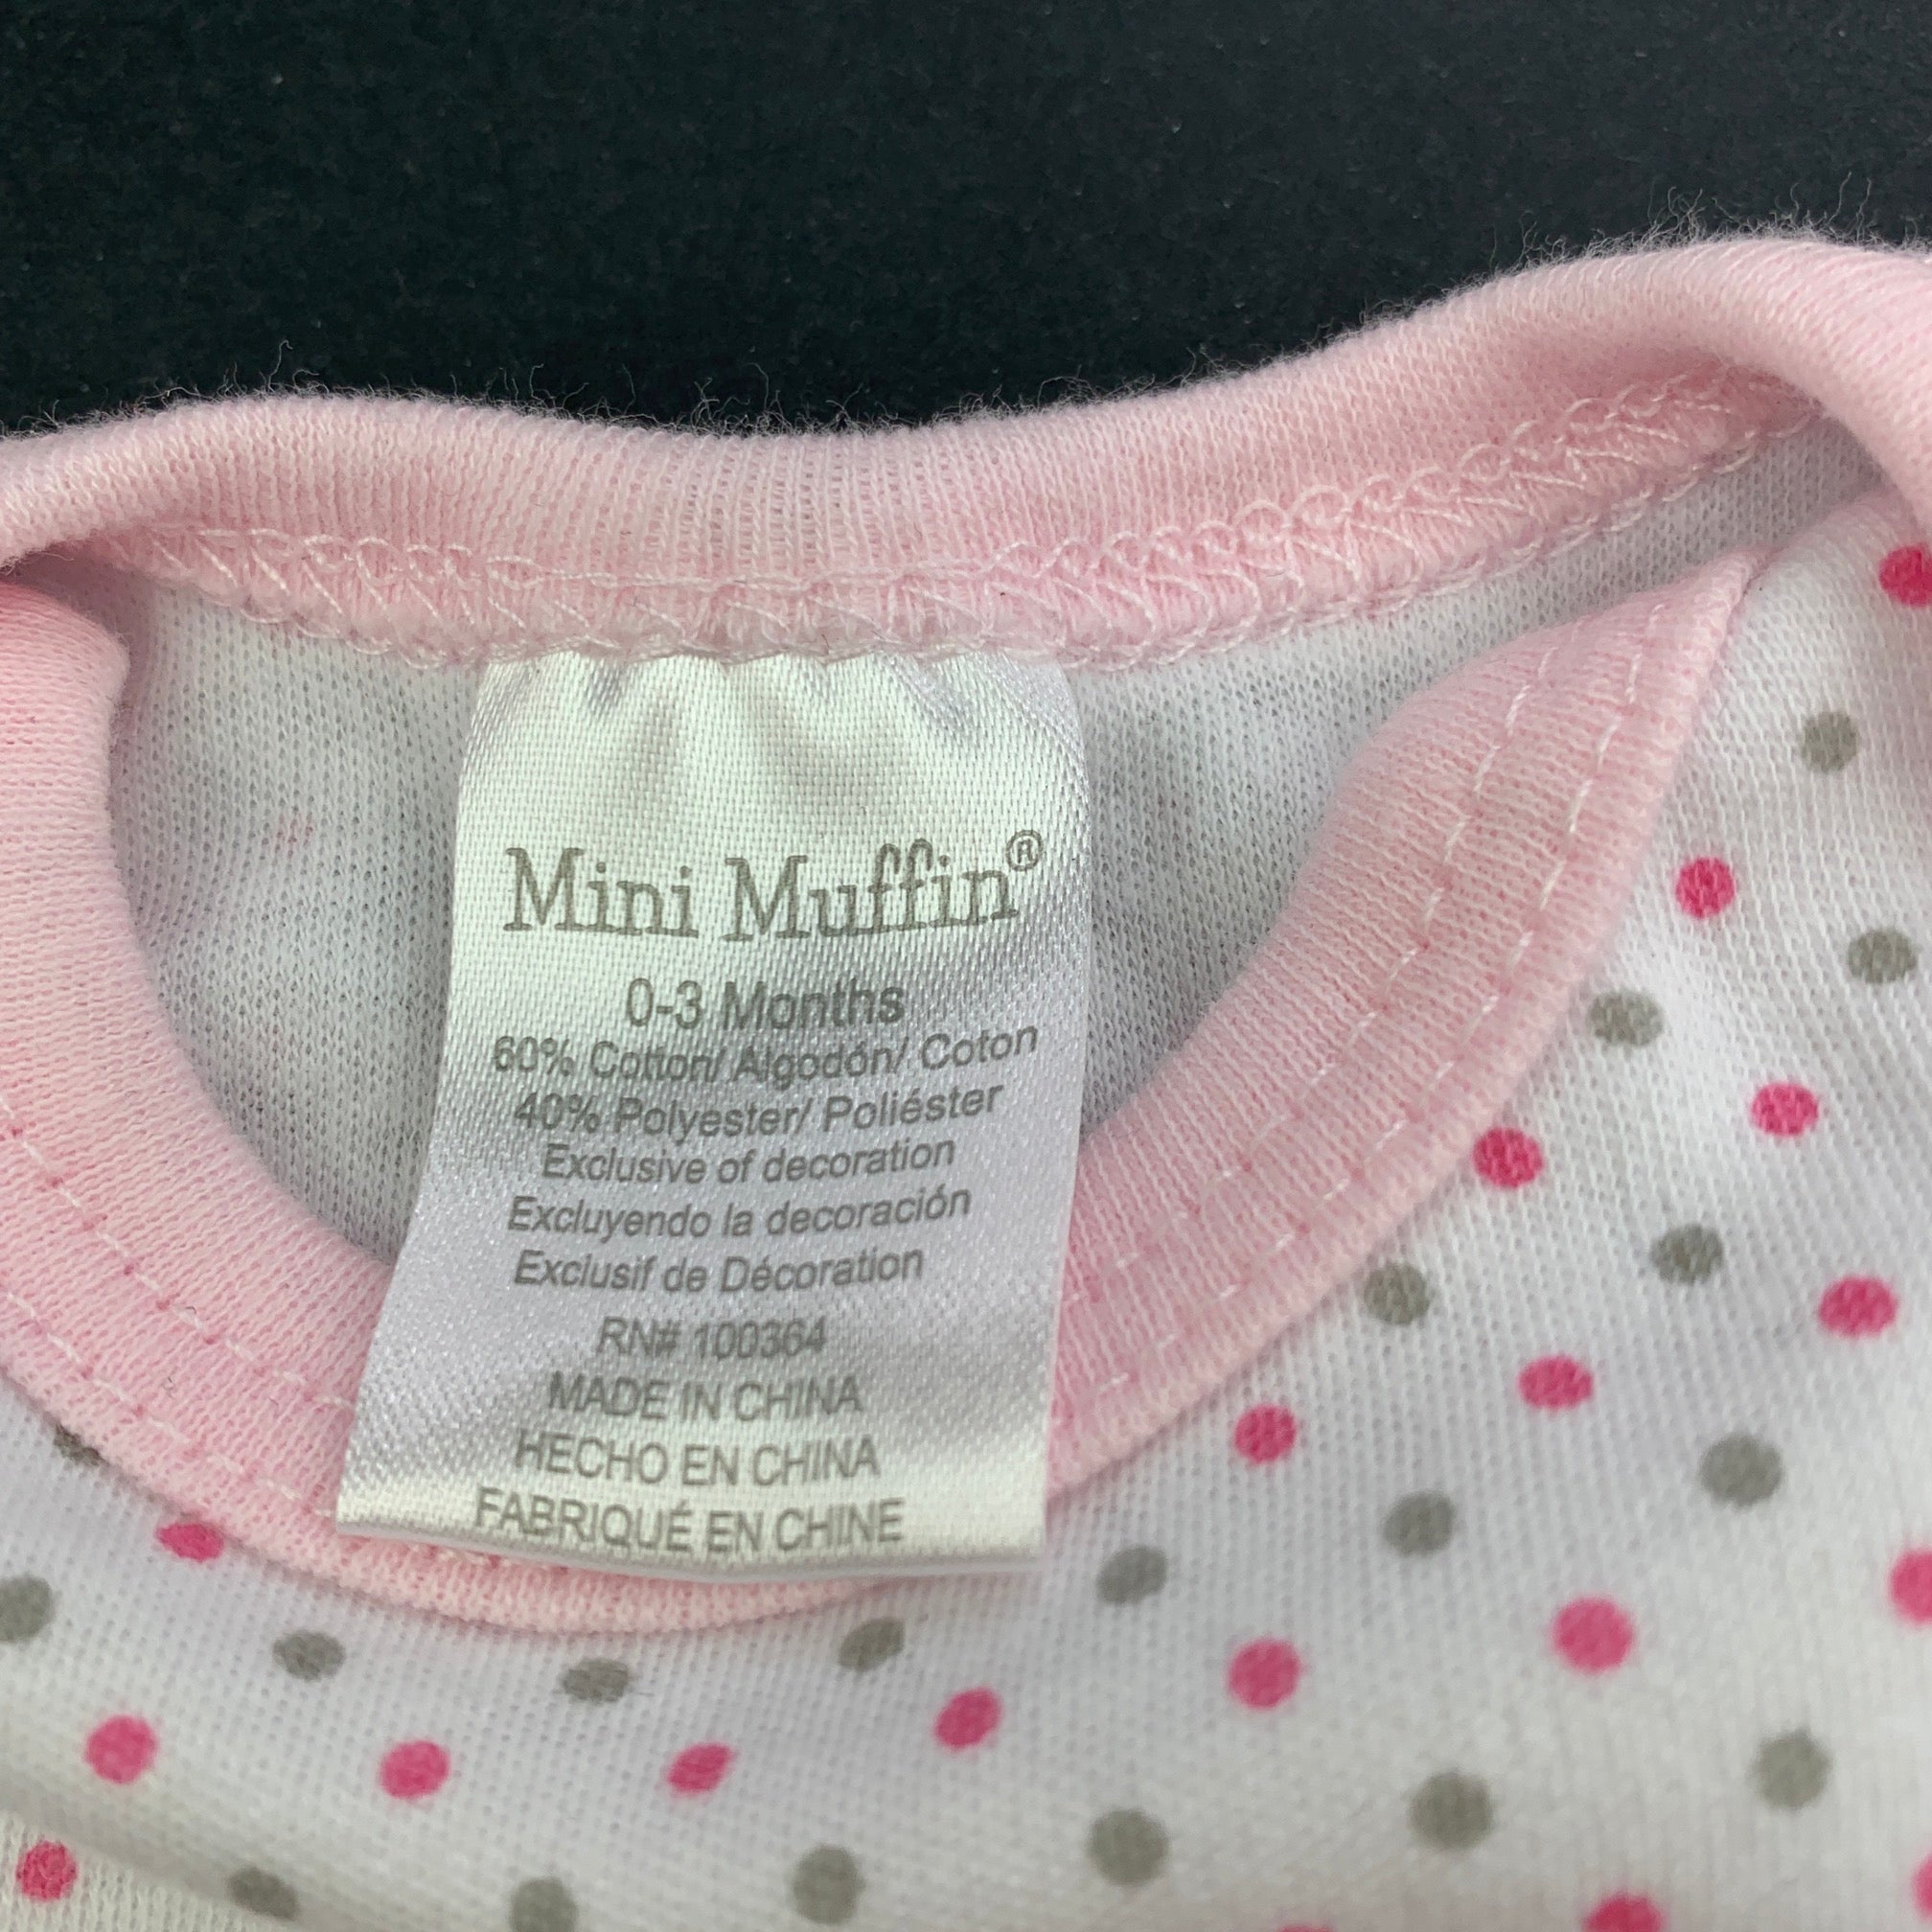 Mini Muffin®
0-3 Months
60% Cotton/ Algodón/ Coton
40% Polyester/ Poliéster
Exclusive of decoration
Excluyendo la decoración
Exclusif de Décoration
RN# 100364
MADE IN CHINA
HECHO EN CHINA
FABRIQUÉ EN CHINE